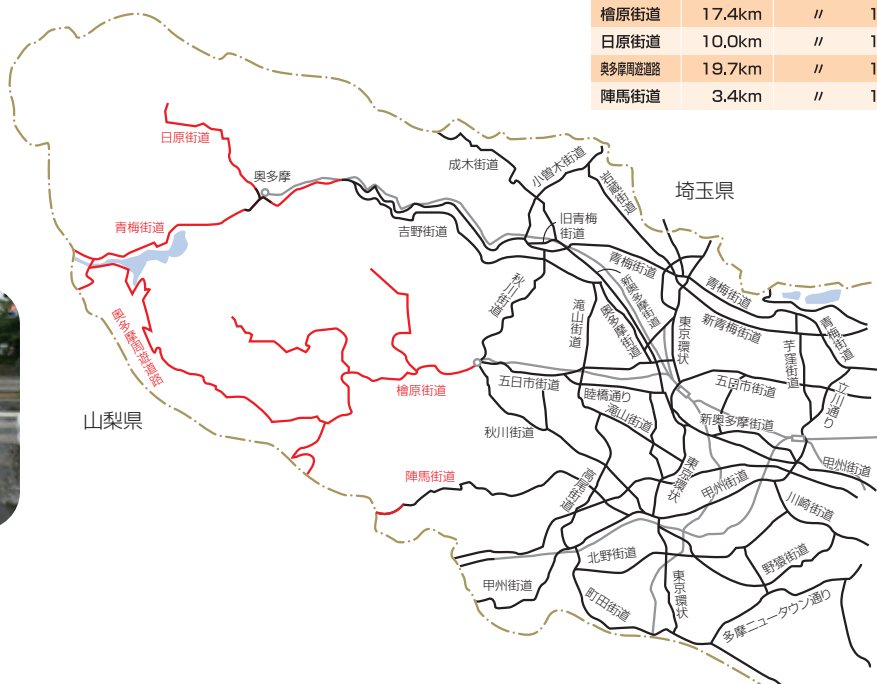 檜原街道 17.4km 〃 1
日原街道 10.0km 〃 1
奥多摩周遊道路 19.7km 〃 1
陣馬街道 3.4km 〃 1
日原街道
奥多摩
成木街道
小曽木街道
岩蔵街道
埼玉県
青梅街道
吉野街道
旧青梅
街道
青梅街道
青梅街道
新奥多摩街道
秋川街道
滝山街道
奥多摩街道
東京環状
新青梅街道
芋窪街道
青梅街道
奥多摩周遊道路
檜原街道
五日市街道
睦橋通り
滝山街道
五日市街道
立川通り
新奥多摩街道
山梨県
秋川街道
陣馬街道
高尾街道
東京環状
甲州街道
甲州街道
川崎街道
北野街道
野猿街道
甲州街道
町田街道
東京環状
多摩ニュータウン通り